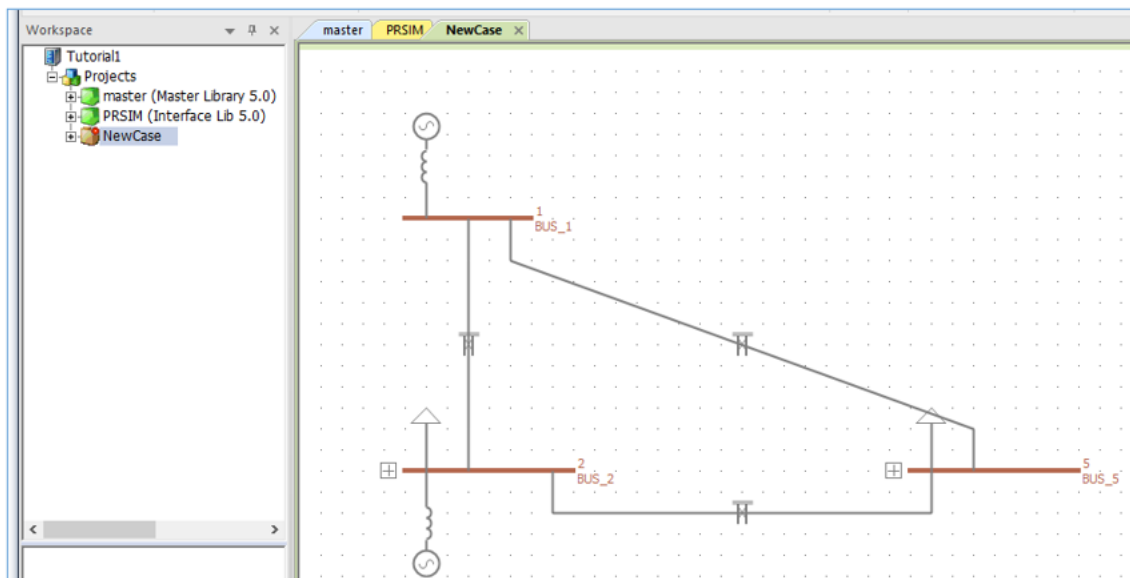 Workspace
master PRSIM NewCase
Tutorial1
Projects
master (Master Library 5.0)
PRSIM (Interface Lib 5.0)
NewCase
1
BUS_1
2
BUS_2
5
BUS_5